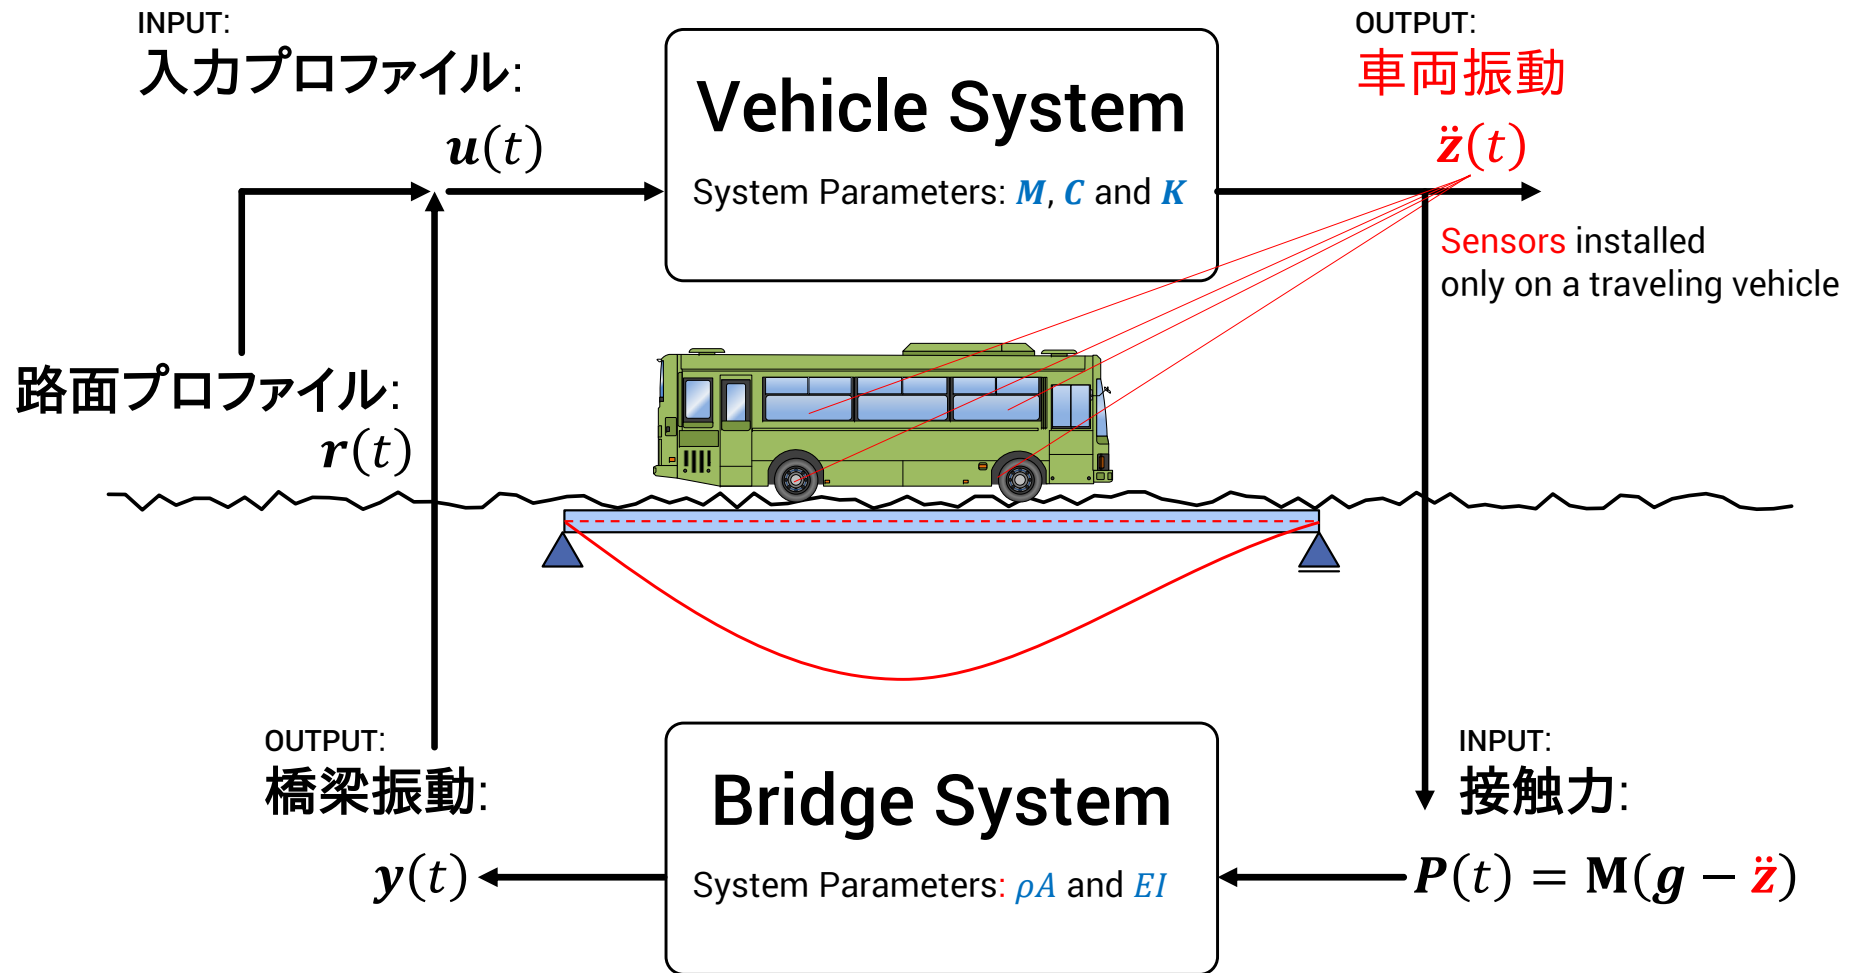 INPUT:
入力プロファイル:
u(t)
Vehicle System
System Parameters: M, C and K
OUTPUT:
車両振動
z̈(t)
Sensors installed
only on a traveling vehicle
路面プロファイル:
r(t)
OUTPUT:
橋梁振動:
y(t)
Bridge System
System Parameters: ρA and EI
INPUT:
接触力:
P(t) = M(g − z̈)